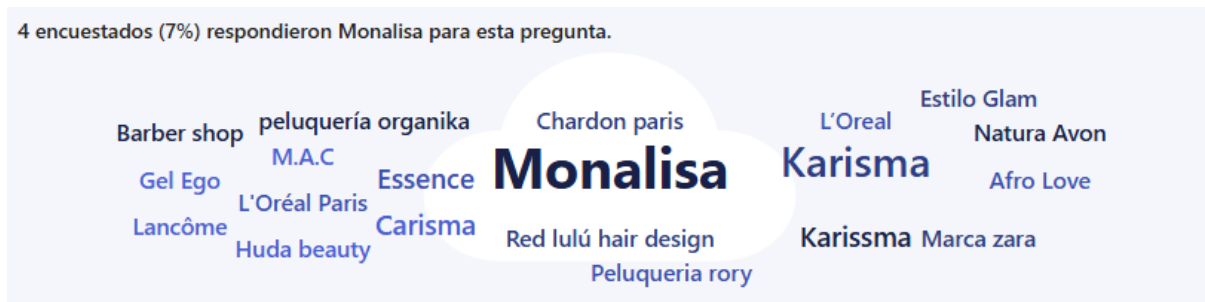 4 encuestados (7%) respondieron Monalisa para esta pregunta.
Estilo Glam
Barber shop peluquería organika Chardon paris L’Oreal Natura Avon
M.A.C Monalisa Karisma
Gel Ego Essence Afro Love
L'Oréal Paris
Lancôme Carisma
Huda beauty Red lulú hair design Karissma Marca zara
Peluqueria rory